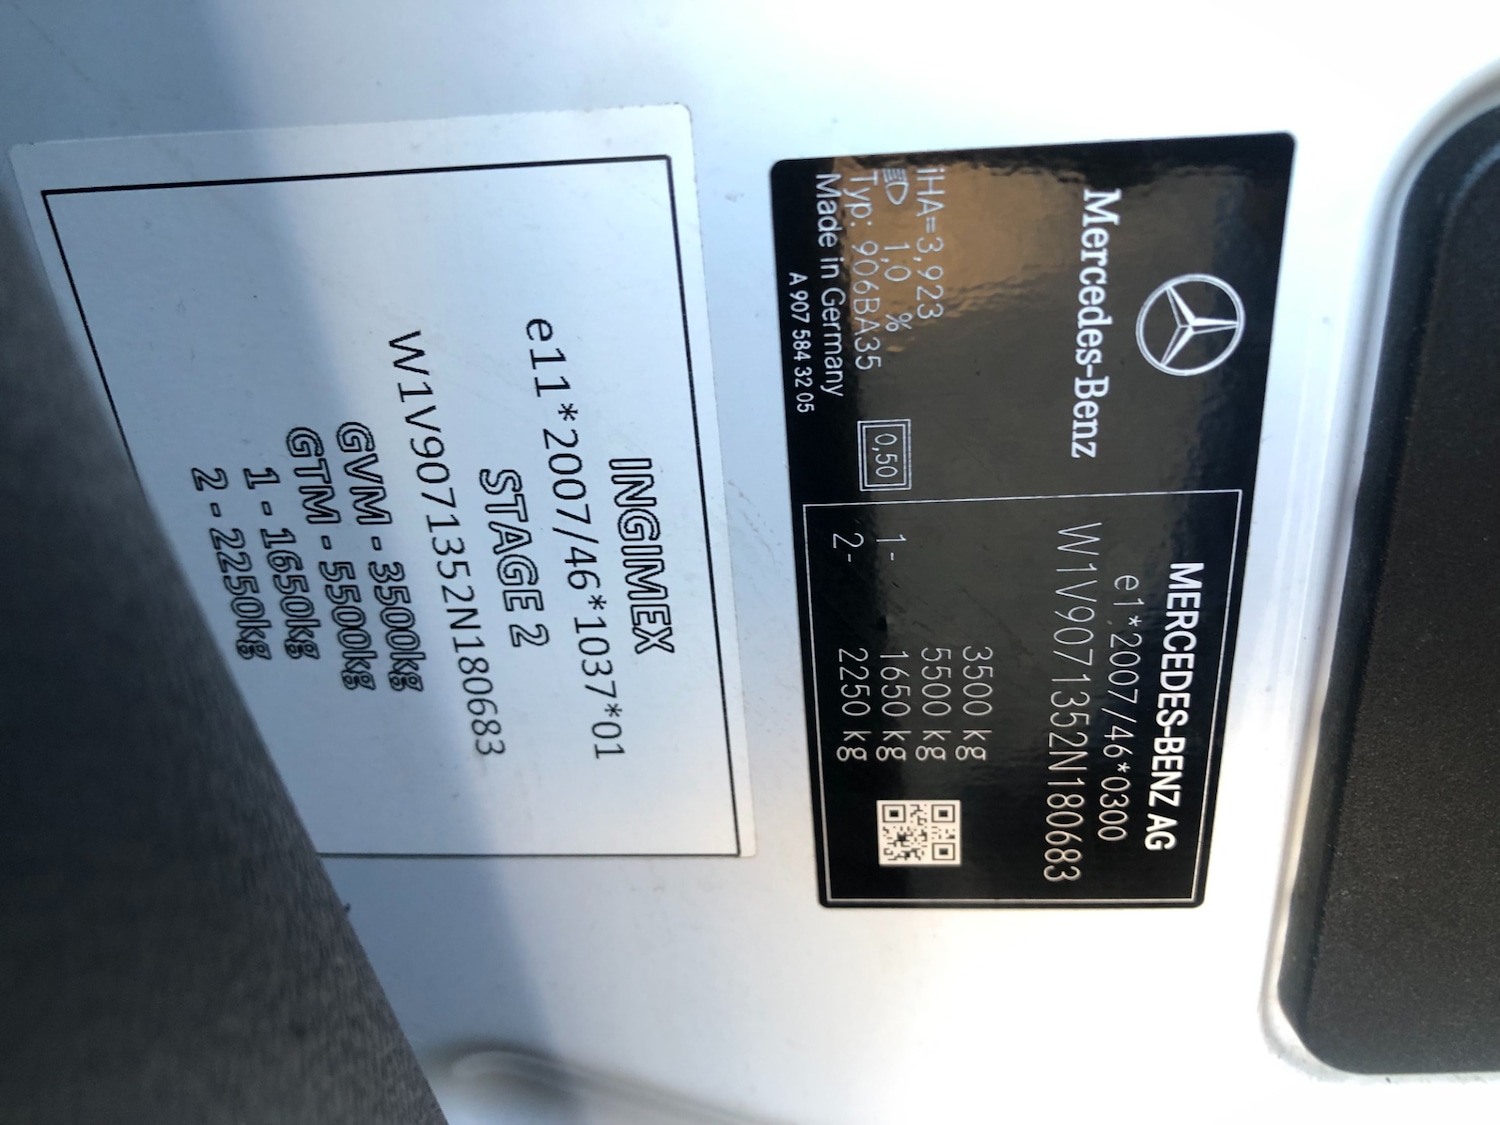 Mercedes-Benz
iHA=3,923
1,0 %
Typ: 906BA35
Made in Germany
A 907 584 32 05
0,50
MERCEDES-BENZ AG
e1*2007/46*0300
W1V9071352N180683
3500 kg
5500 kg
1- 1650 kg
2- 2250 kg
INGIMEX
e11*2007/46*1037*01
STAGE 2
W1V9071352N180683
GVM - 3500kg
GTM - 5500kg
1 - 1650kg
2 - 2250kg